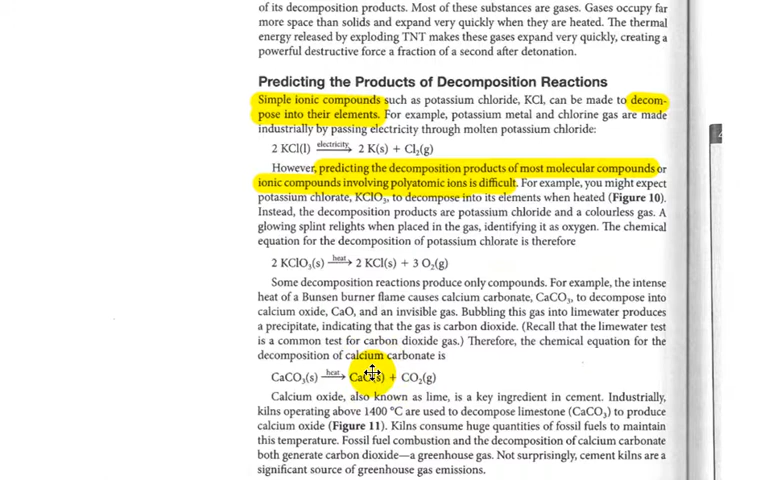 of its decomposition products. Most of these substances are gases. Gases occupy far
more space than solids and expand very quickly when they are heated. The thermal
energy released by exploding TNT makes these gases expand very quickly, creating a
powerful destructive force a fraction of a second after detonation.
Predicting the Products of Decomposition Reactions
Simple ionic compounds such as potassium chloride, KCl, can be made to decom-
pose into their elements. For example, potassium metal and chlorine gas are made
industrially by passing electricity through molten potassium chloride:
2 KCl(l) electricity→ 2 K(s) + Cl₂(g)
However, predicting the decomposition products of most molecular compounds or
ionic compounds involving polyatomic ions is difficult. For example, you might expect
potassium chlorate, KClO₃, to decompose into its elements when heated (Figure 10).
Instead, the decomposition products are potassium chloride and a colourless gas. A
glowing splint relights when placed in the gas, identifying it as oxygen. The chemical
equation for the decomposition of potassium chlorate is therefore
2 KClO₃(s) heat→ 2 KCl(s) + 3 O₂(g)
Some decomposition reactions produce only compounds. For example, the intense
heat of a Bunsen burner flame causes calcium carbonate, CaCO₃, to decompose into
calcium oxide, CaO, and an invisible gas. Bubbling this gas into limewater produces
a precipitate, indicating that the gas is carbon dioxide. (Recall that the limewater test
is a common test for carbon dioxide gas.) Therefore, the chemical equation for the
decomposition of calcium carbonate is
CaCO₃(s) heat→ CaO(s) + CO₂(g)
Calcium oxide, also known as lime, is a key ingredient in cement. Industrially,
kilns operating above 1400 °C are used to decompose limestone (CaCO₃) to produce
calcium oxide (Figure 11). Kilns consume huge quantities of fossil fuels to maintain
this temperature. Fossil fuel combustion and the decomposition of calcium carbonate
both generate carbon dioxide—a greenhouse gas. Not surprisingly, cement kilns are a
significant source of greenhouse gas emissions.